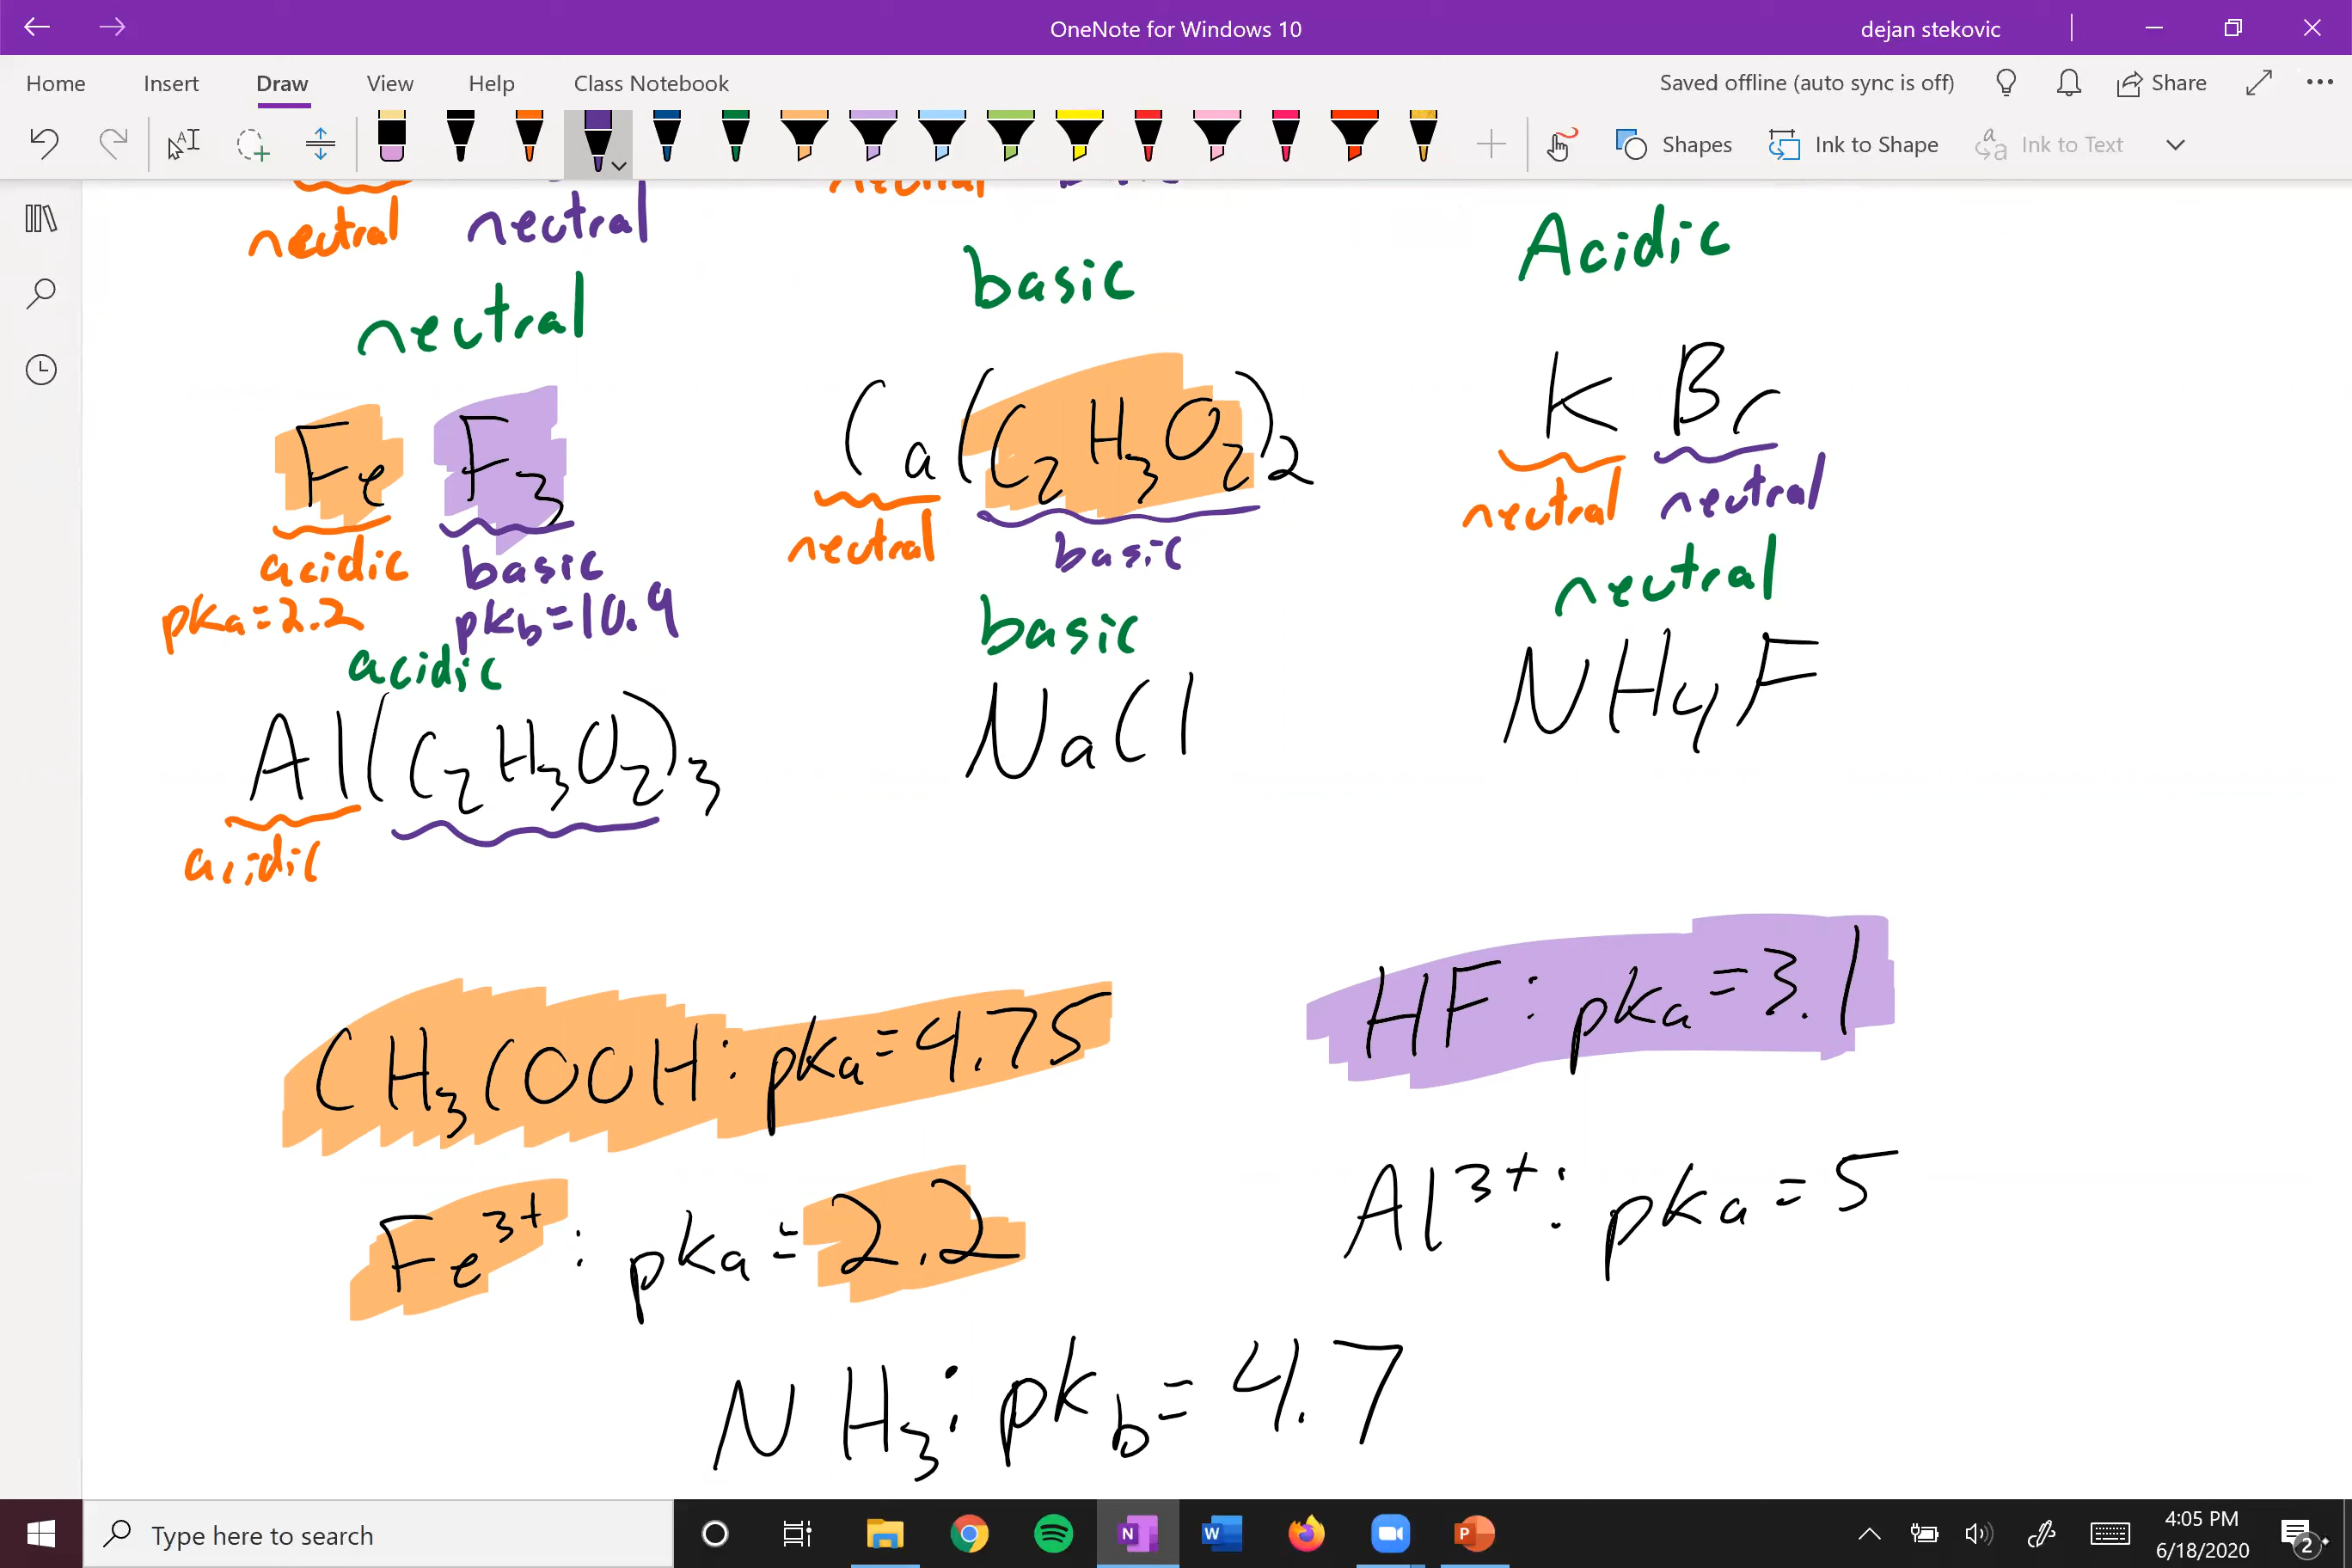 OneNote for Windows 10
dejan stekovic
Home Insert Draw View Help Class Notebook
Saved offline (auto sync is off)
Share
Shapes
Ink to Shape
Ink to Text
neutral neutral
neutral
basic
Acidic
FeF3
acidic basic
pka=2.2 pkb=10.9
acidic
Ca(C2H3O2)2
neutral basic
basic
KBr
neutral neutral
neutral
Al(C2H3O2)3
acidic
NaCl
NH4F
CH3COOH: pka=4.75
HF: pka=3.1
Fe3+: pka=2.2
Al3+: pka=5
NH3: pkb=4.7
Type here to search
4:05 PM
6/18/2020
2